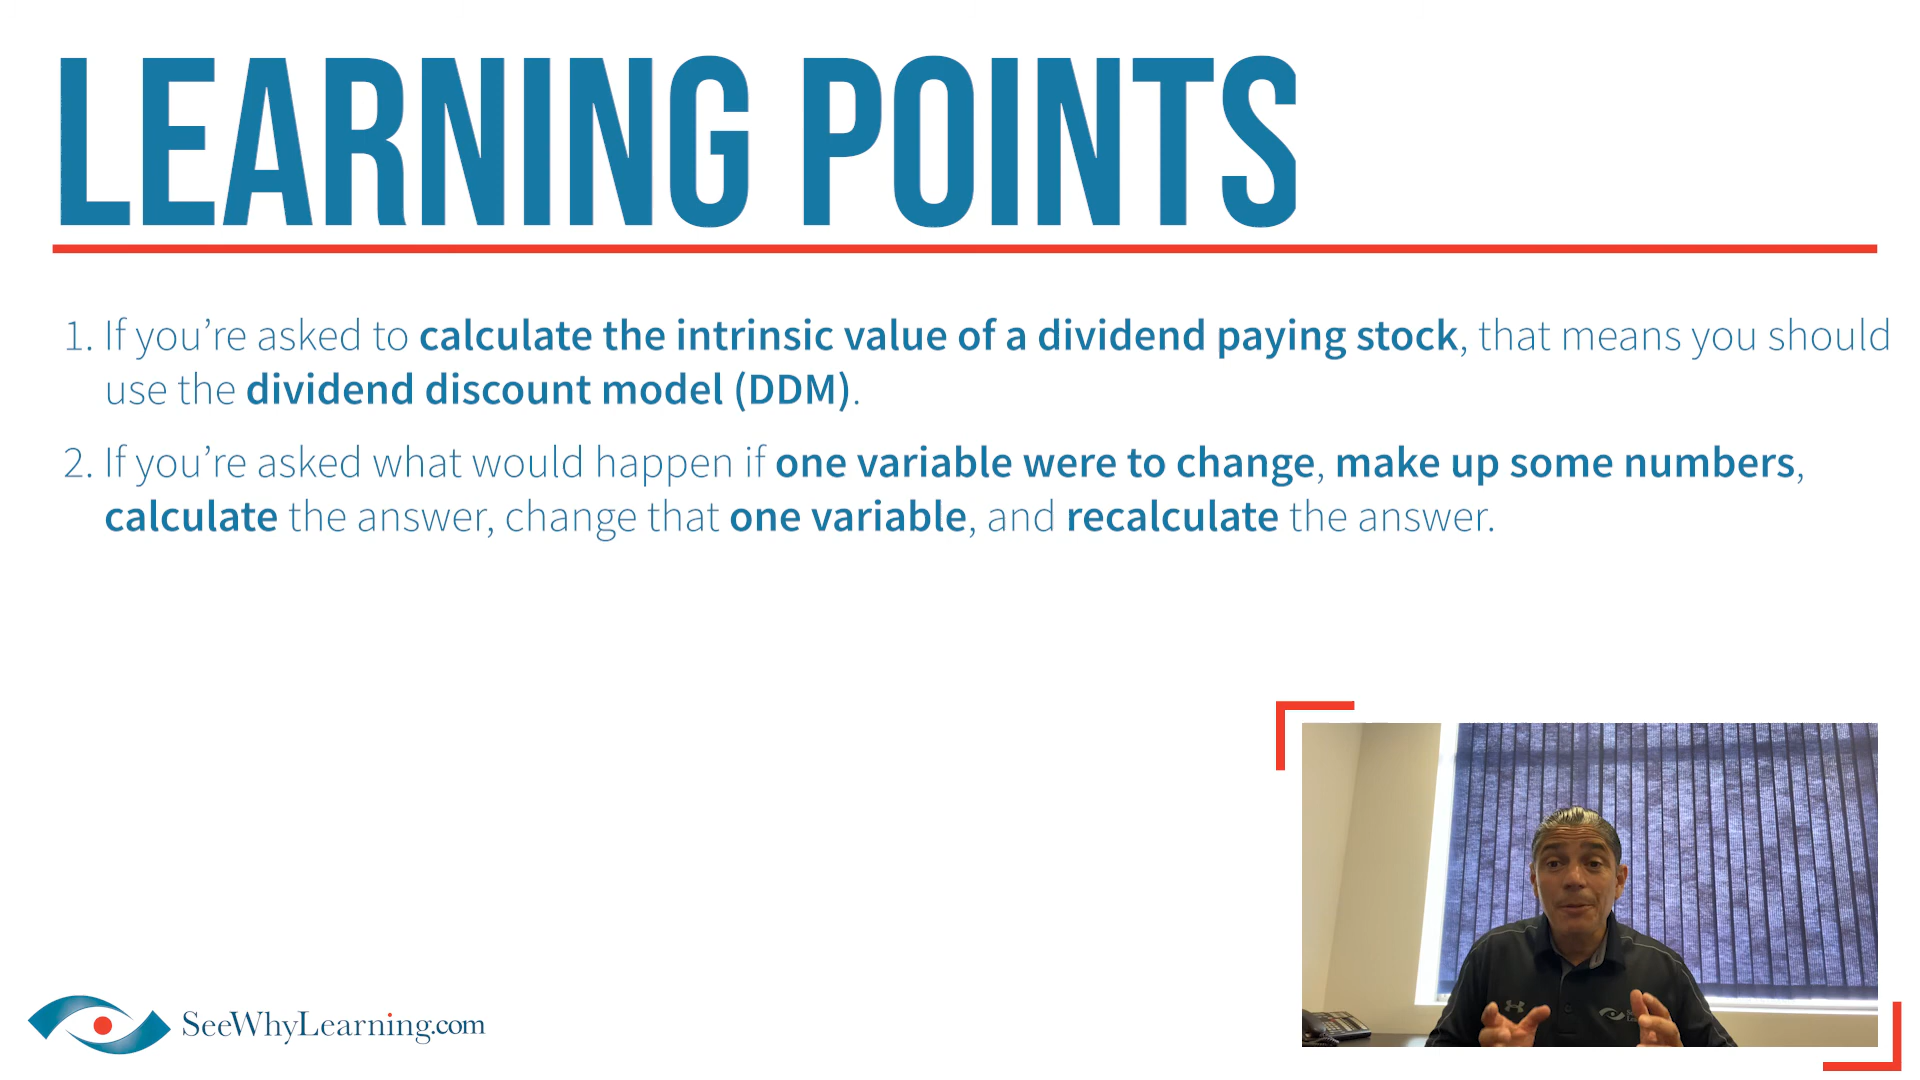 LEARNING POINTS
1. If you’re asked to calculate the intrinsic value of a dividend paying stock, that means you should
use the dividend discount model (DDM).
2. If you’re asked what would happen if one variable were to change, make up some numbers,
calculate the answer, change that one variable, and recalculate the answer.
SeeWhyLearning.com